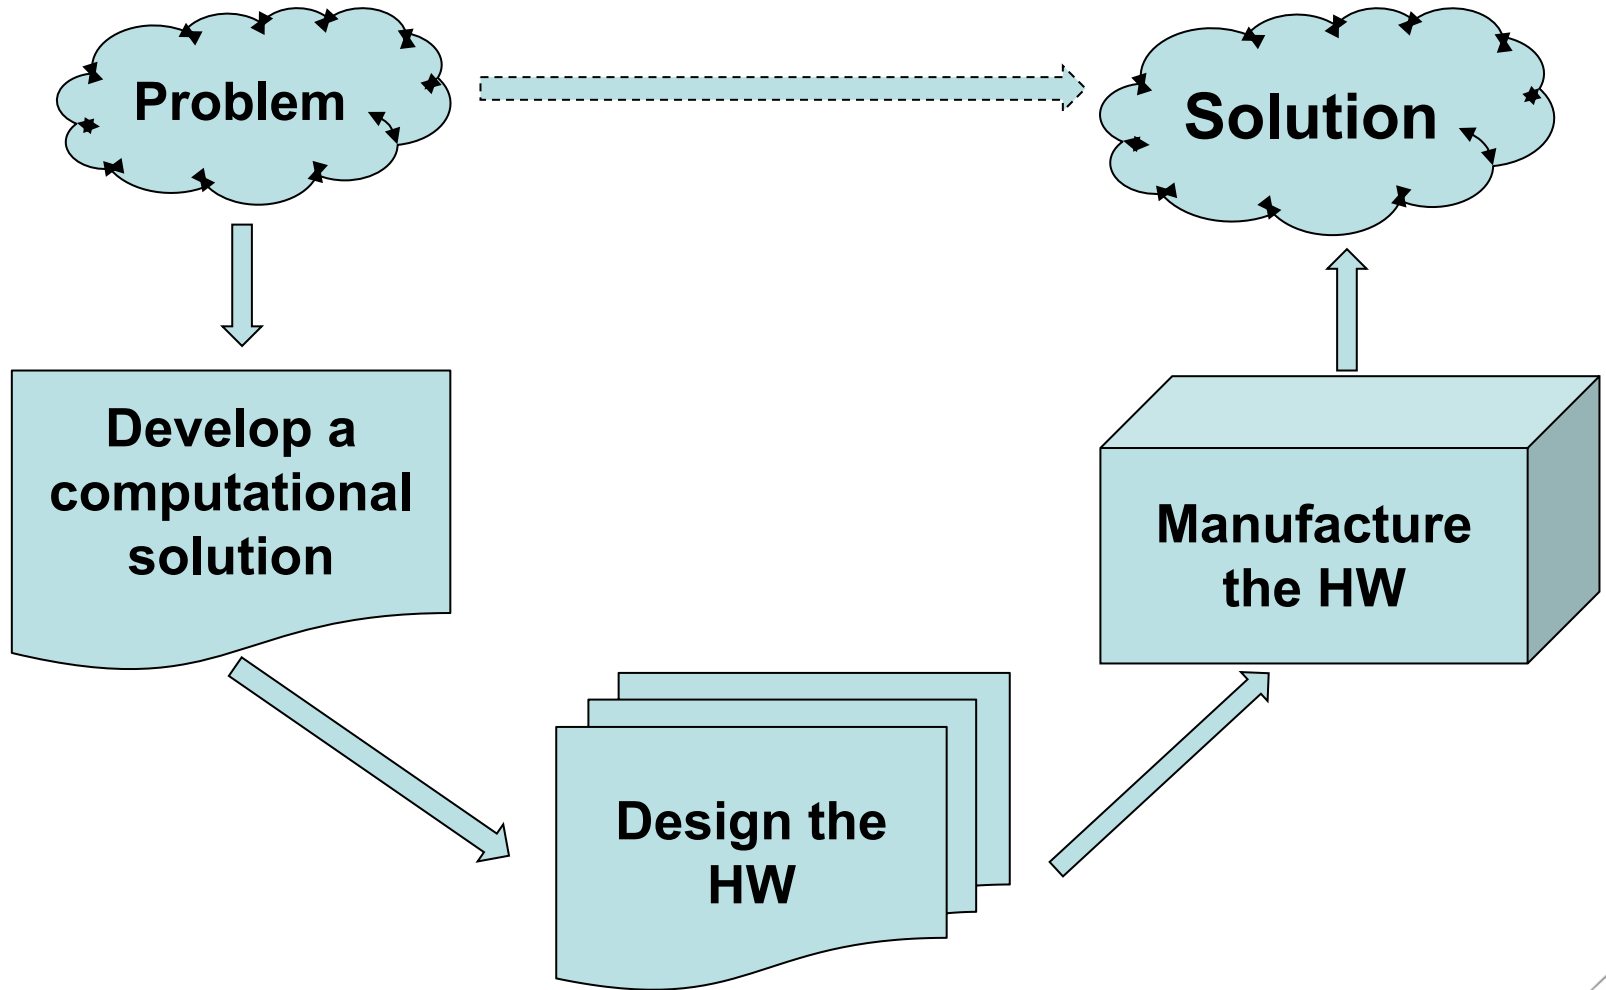 Problem
Solution
Develop a
computational
solution
Manufacture
the HW
Design the
HW